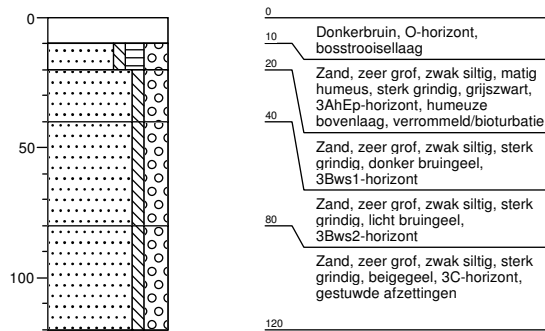 0
50
100
0
Donkerbruin, O-horizont,
bosstrooisellaag
10
Zand, zeer grof, zwak siltig, matig
humeus, sterk grindig, grijszwart,
3AhEp-horizont, humeuze
bovenlaag, verrommeld/bioturbatie
20
Zand, zeer grof, zwak siltig, sterk
grindig, donker bruingeel,
3Bws1-horizont
40
Zand, zeer grof, zwak siltig, sterk
grindig, licht bruingeel,
3Bws2-horizont
80
Zand, zeer grof, zwak siltig, sterk
grindig, beigegeel, 3C-horizont,
gestuwde afzettingen
120